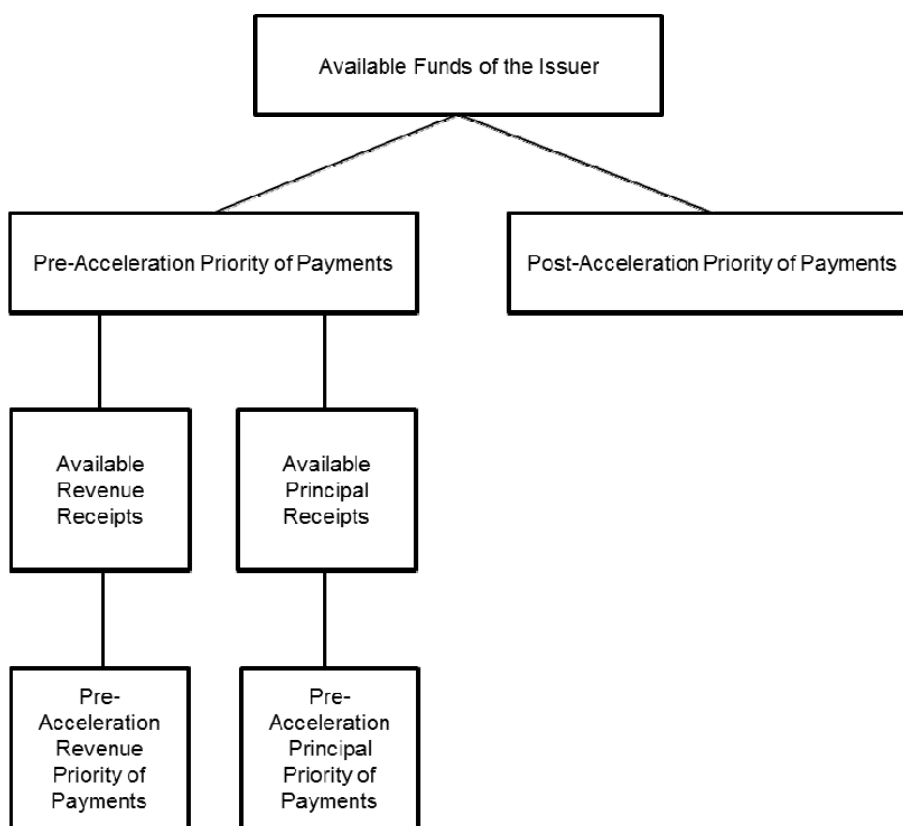 Available Funds of the Issuer
Pre-Acceleration Priority of Payments
Post-Acceleration Priority of Payments
Available
Revenue
Receipts
Available
Principal
Receipts
Pre-
Acceleration
Revenue
Priority of
Payments
Pre-
Acceleration
Principal
Priority of
Payments